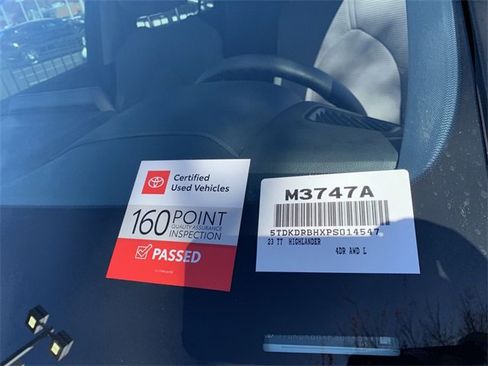 Certified
Used Vehicles
160 POINT
QUALITY ASSURANCE
INSPECTION
PASSED
M3747A
5TDKDRBHXPS014547
23 TT HIGHLANDER
4DR AWD L